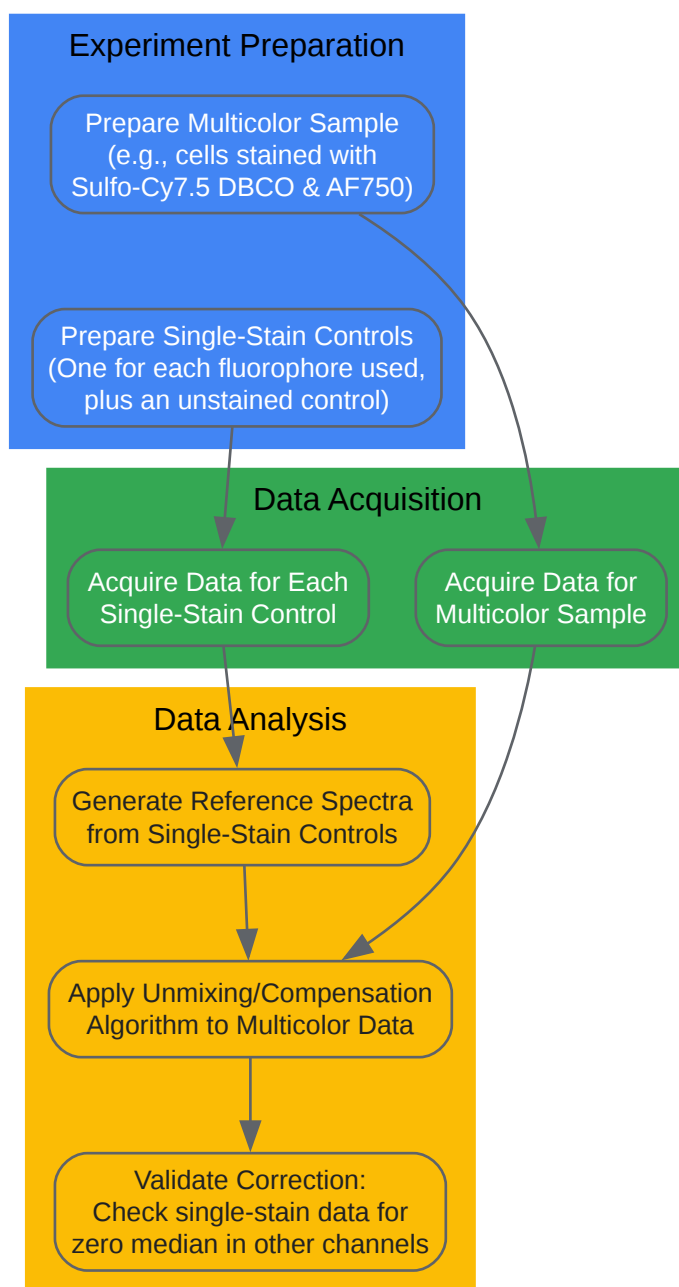 Experiment Preparation
Prepare Multicolor Sample
(e.g., cells stained with
Sulfo-Cy7.5 DBCO & AF750)
Prepare Single-Stain Controls
(One for each fluorophore used,
plus an unstained control)
Data Acquisition
Acquire Data for Each
Single-Stain Control
Acquire Data for
Multicolor Sample
Data Analysis
Generate Reference Spectra
from Single-Stain Controls
Apply Unmixing/Compensation
Algorithm to Multicolor Data
Validate Correction:
Check single-stain data for
zero median in other channels